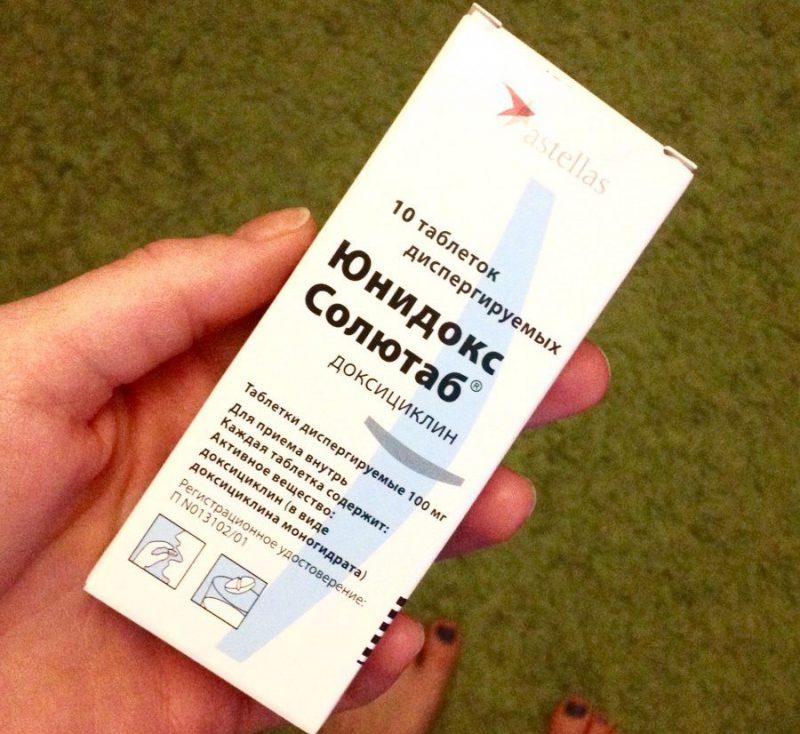 astellas
10 таблеток
диспергируемых
Юнидокс
Солютаб®
доксициклин
Таблетки диспергируемые 100 мг
Для приема внутрь
Каждая таблетка содержит:
Активное вещество:
доксициклин (в виде
доксициклина моногидрата)
Регистрационное удостоверение:
П N013102/01